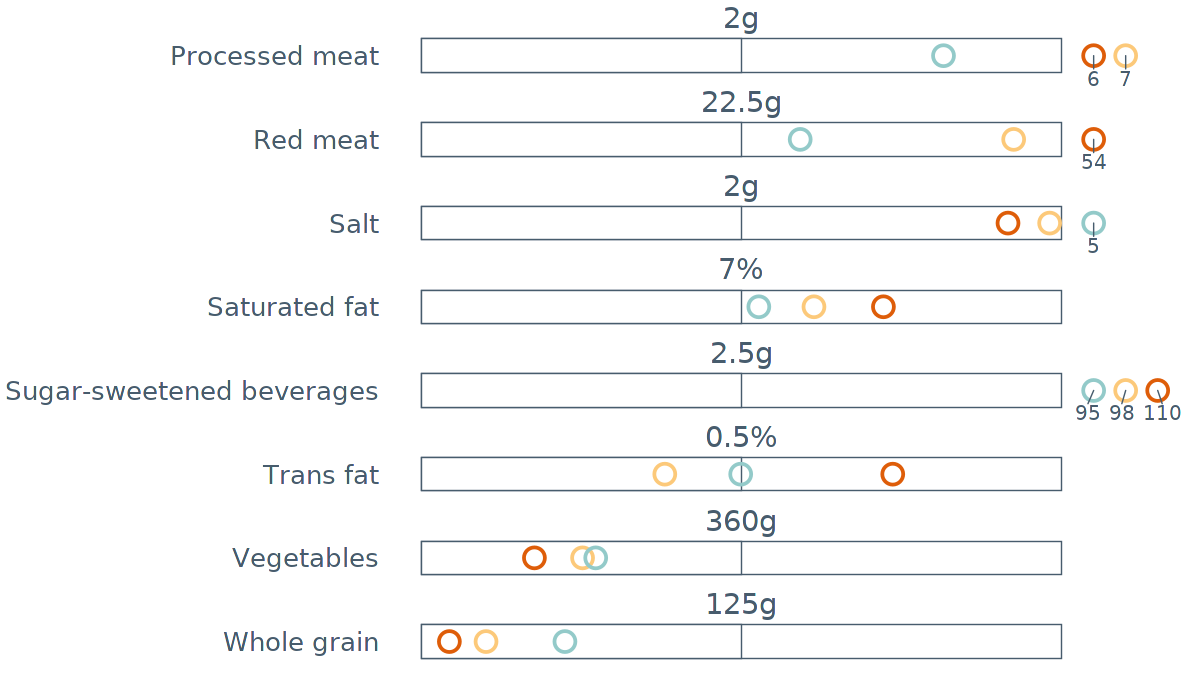 2g
Processed meat
6 7
22.5g
Red meat
54
2g
Salt
5
7%
Saturated fat
2.5g
Sugar-sweetened beverages
95 98 110
0.5%
Trans fat
360g
Vegetables
125g
Whole grain